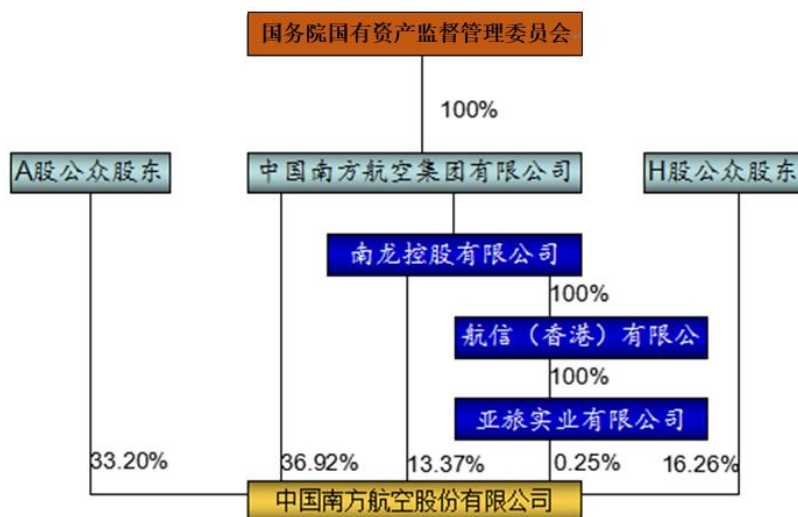 国务院国有资产监督管理委员会
100%
A股公众股东
中国南方航空集团有限公司
H股公众股东
南龙控股有限公司
100%
航信（香港）有限公
100%
亚旅实业有限公司
33.20%
36.92%
13.37%
0.25%
16.26%
中国南方航空股份有限公司